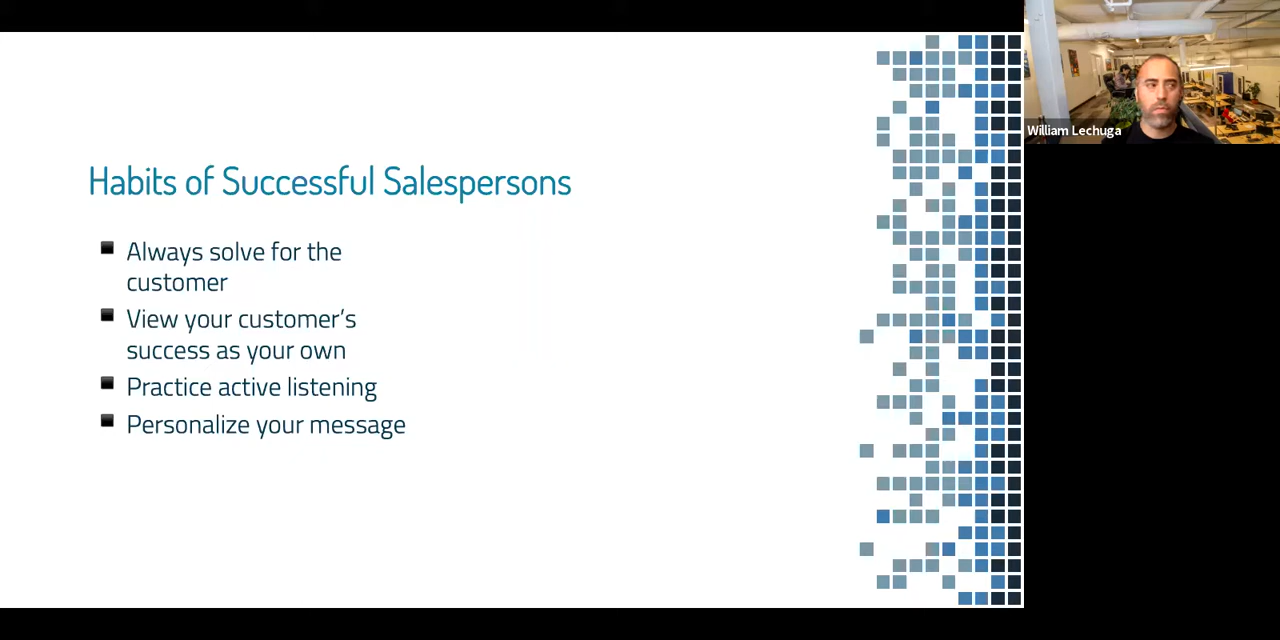 Habits of Successful Salespersons
Always solve for the
customer
View your customer’s
success as your own
Practice active listening
Personalize your message
William Lechuga